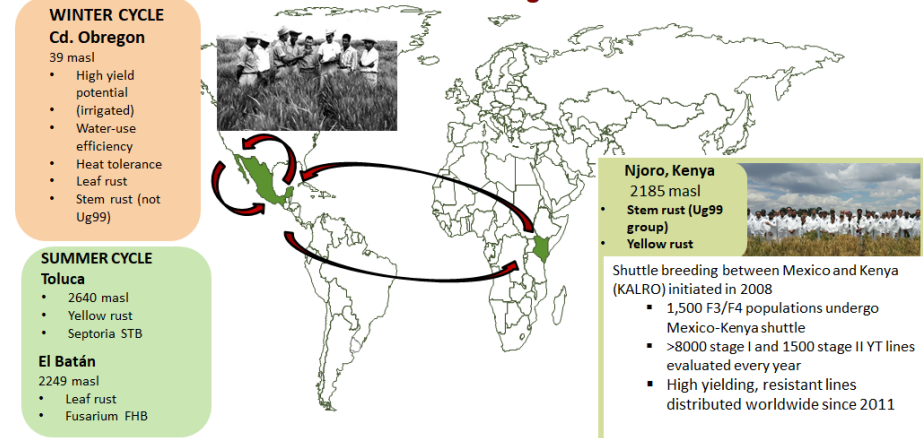 WINTER CYCLE
Cd. Obregon
39 masl
• High yield
potential
• (irrigated)
• Water-use
efficiency
• Heat tolerance
• Leaf rust
• Stem rust (not
Ug99)
SUMMER CYCLE
Toluca
• 2640 masl
• Yellow rust
• Septoria STB
El Batán
2249 masl
• Leaf rust
• Fusarium FHB
Njoro, Kenya
2185 masl
• Stem rust (Ug99
group)
• Yellow rust
Shuttle breeding between Mexico and Kenya
(KALRO) initiated in 2008
▪ 1,500 F3/F4 populations undergo
Mexico-Kenya shuttle
▪ >8000 stage I and 1500 stage II YT lines
evaluated every year
▪ High yielding, resistant lines
distributed worldwide since 2011